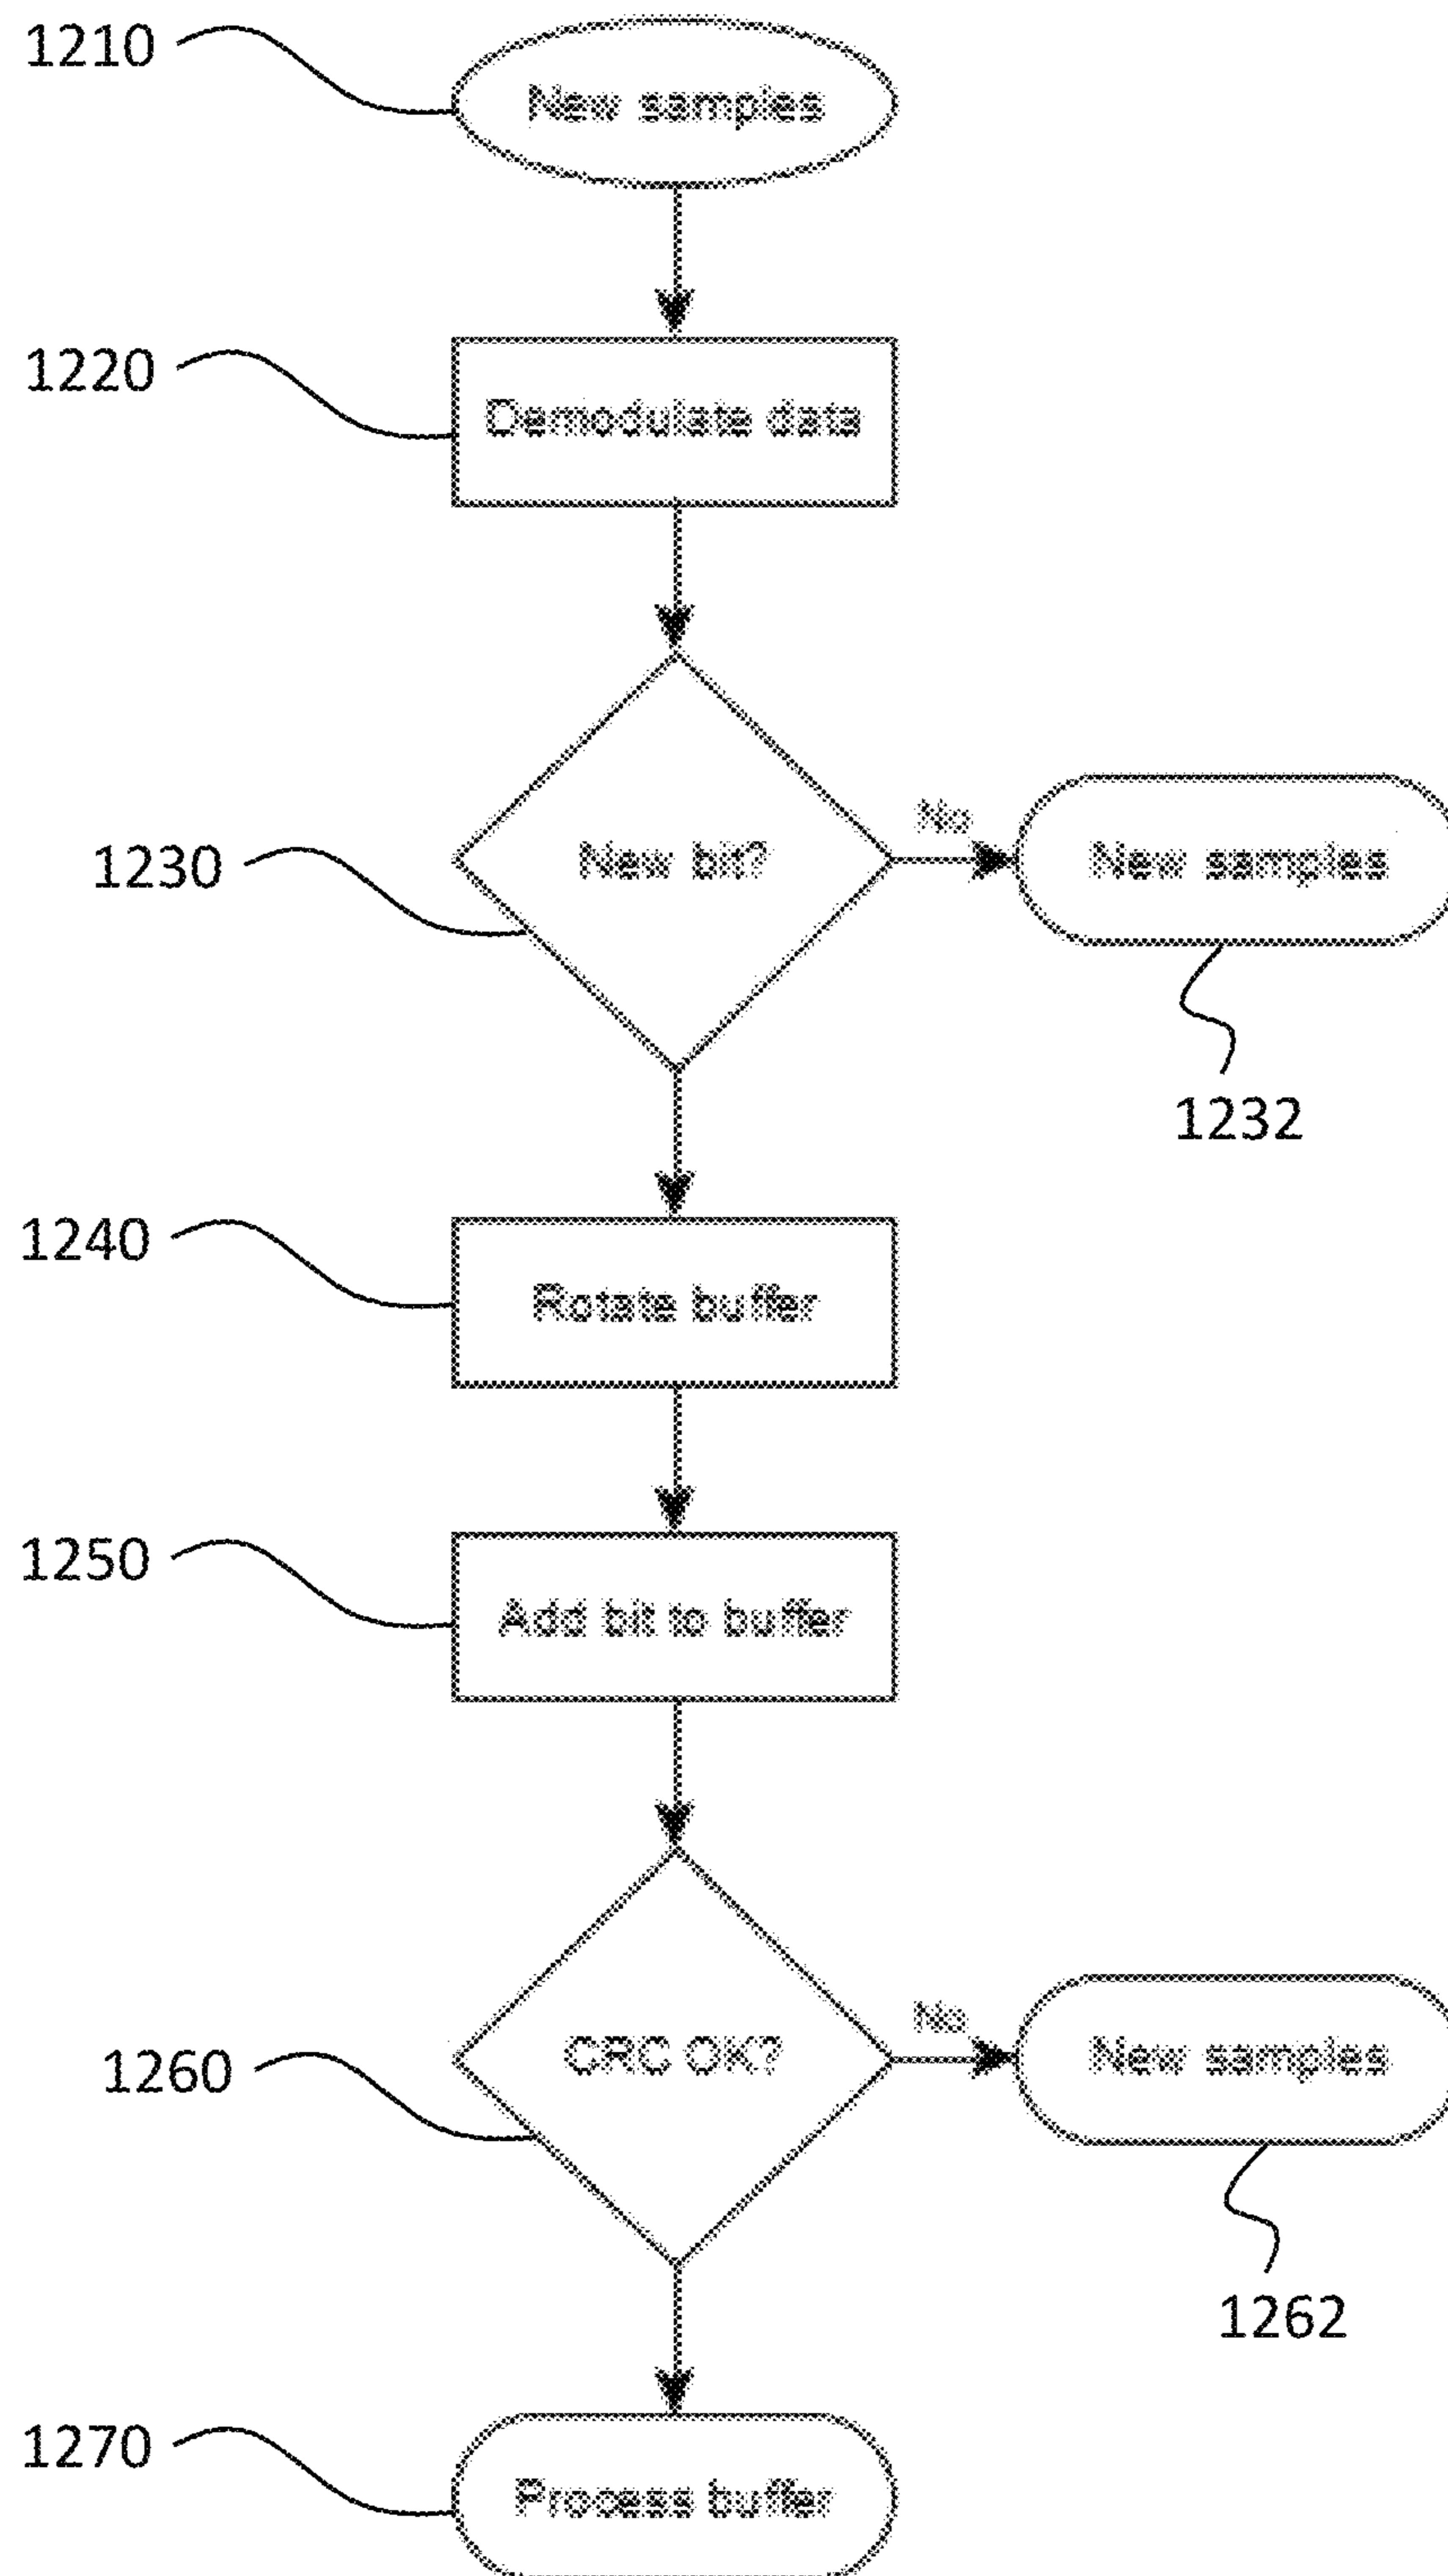 1210
New samples
1220
Demodulate data
1230
New bit?
No
New samples
1232
1240
Rotate buffer
1250
Add bit to buffer
1260
CRC OK?
No
New samples
1262
1270
Process buffer